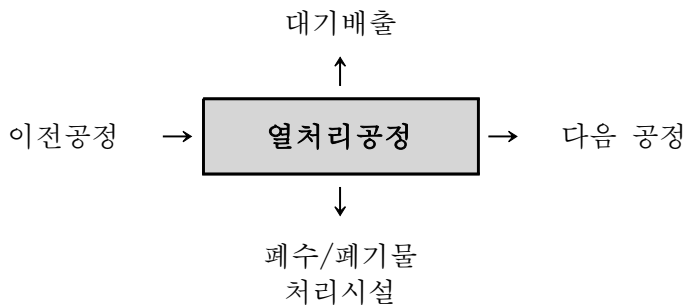 대기배출
이전공정 → 열처리공정 → 다음 공정
폐수/폐기물
처리시설